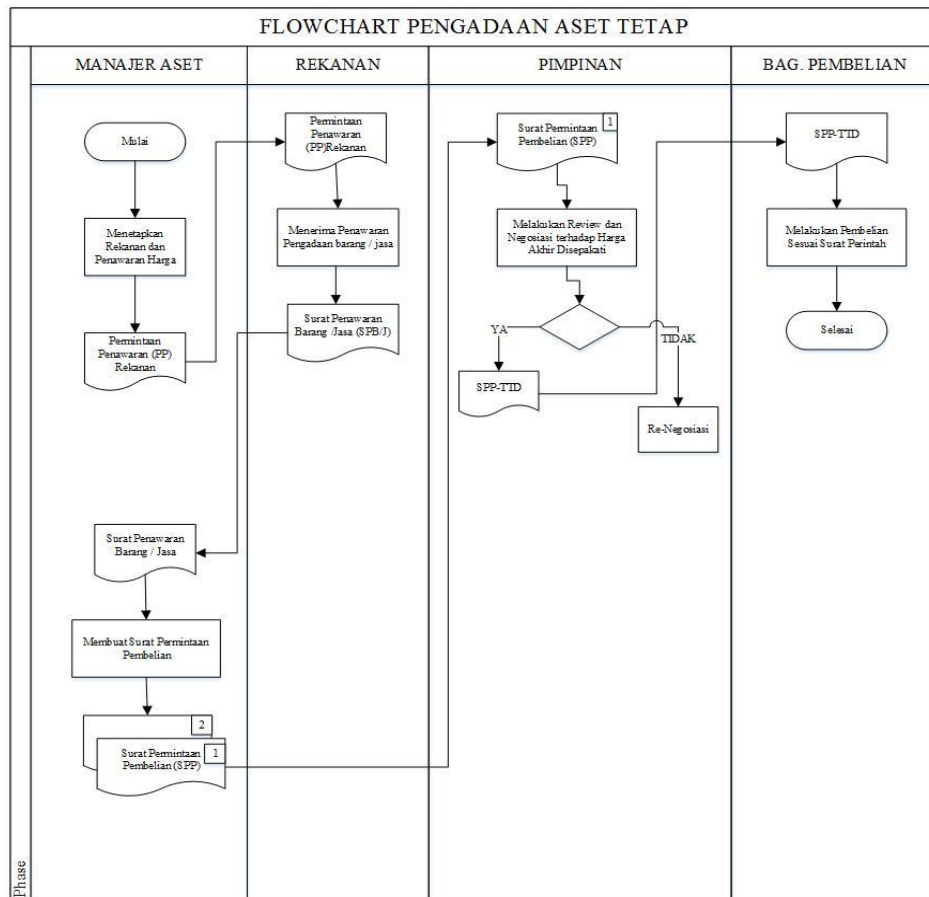 FLOWCHART PENGADAAN ASET TETAP
MANAJER ASET
REKANAN
PIMPINAN
BAG. PEMBELIAN
Mulai
Menetapkan
Rekanan dan
Penawaran Harga
Permintaan
Penawaran (PP)
Rekanan
Surat Penawaran
Barang / Jasa
Membuat Surat Permintaan
Pembelian
2
Surat Permintaan
Pembelian (SPP)
1
Permintaan
Penawaran
(PP)Rekanan
Menerima Penawaran
Pengadaan barang / jasa
Surat Penawaran
Barang /Jasa (SPB/J)
Surat Permintaan
Pembelian (SPP)
1
Melakukan Review dan
Negosiasi terhadap Harga
Akhir Disepakati
YA
TIDAK
SPP-TTD
Re-Negosiasi
SPP-TTD
Melakukan Pembelian
Sesuai Surat Perintah
Selesai
Phase